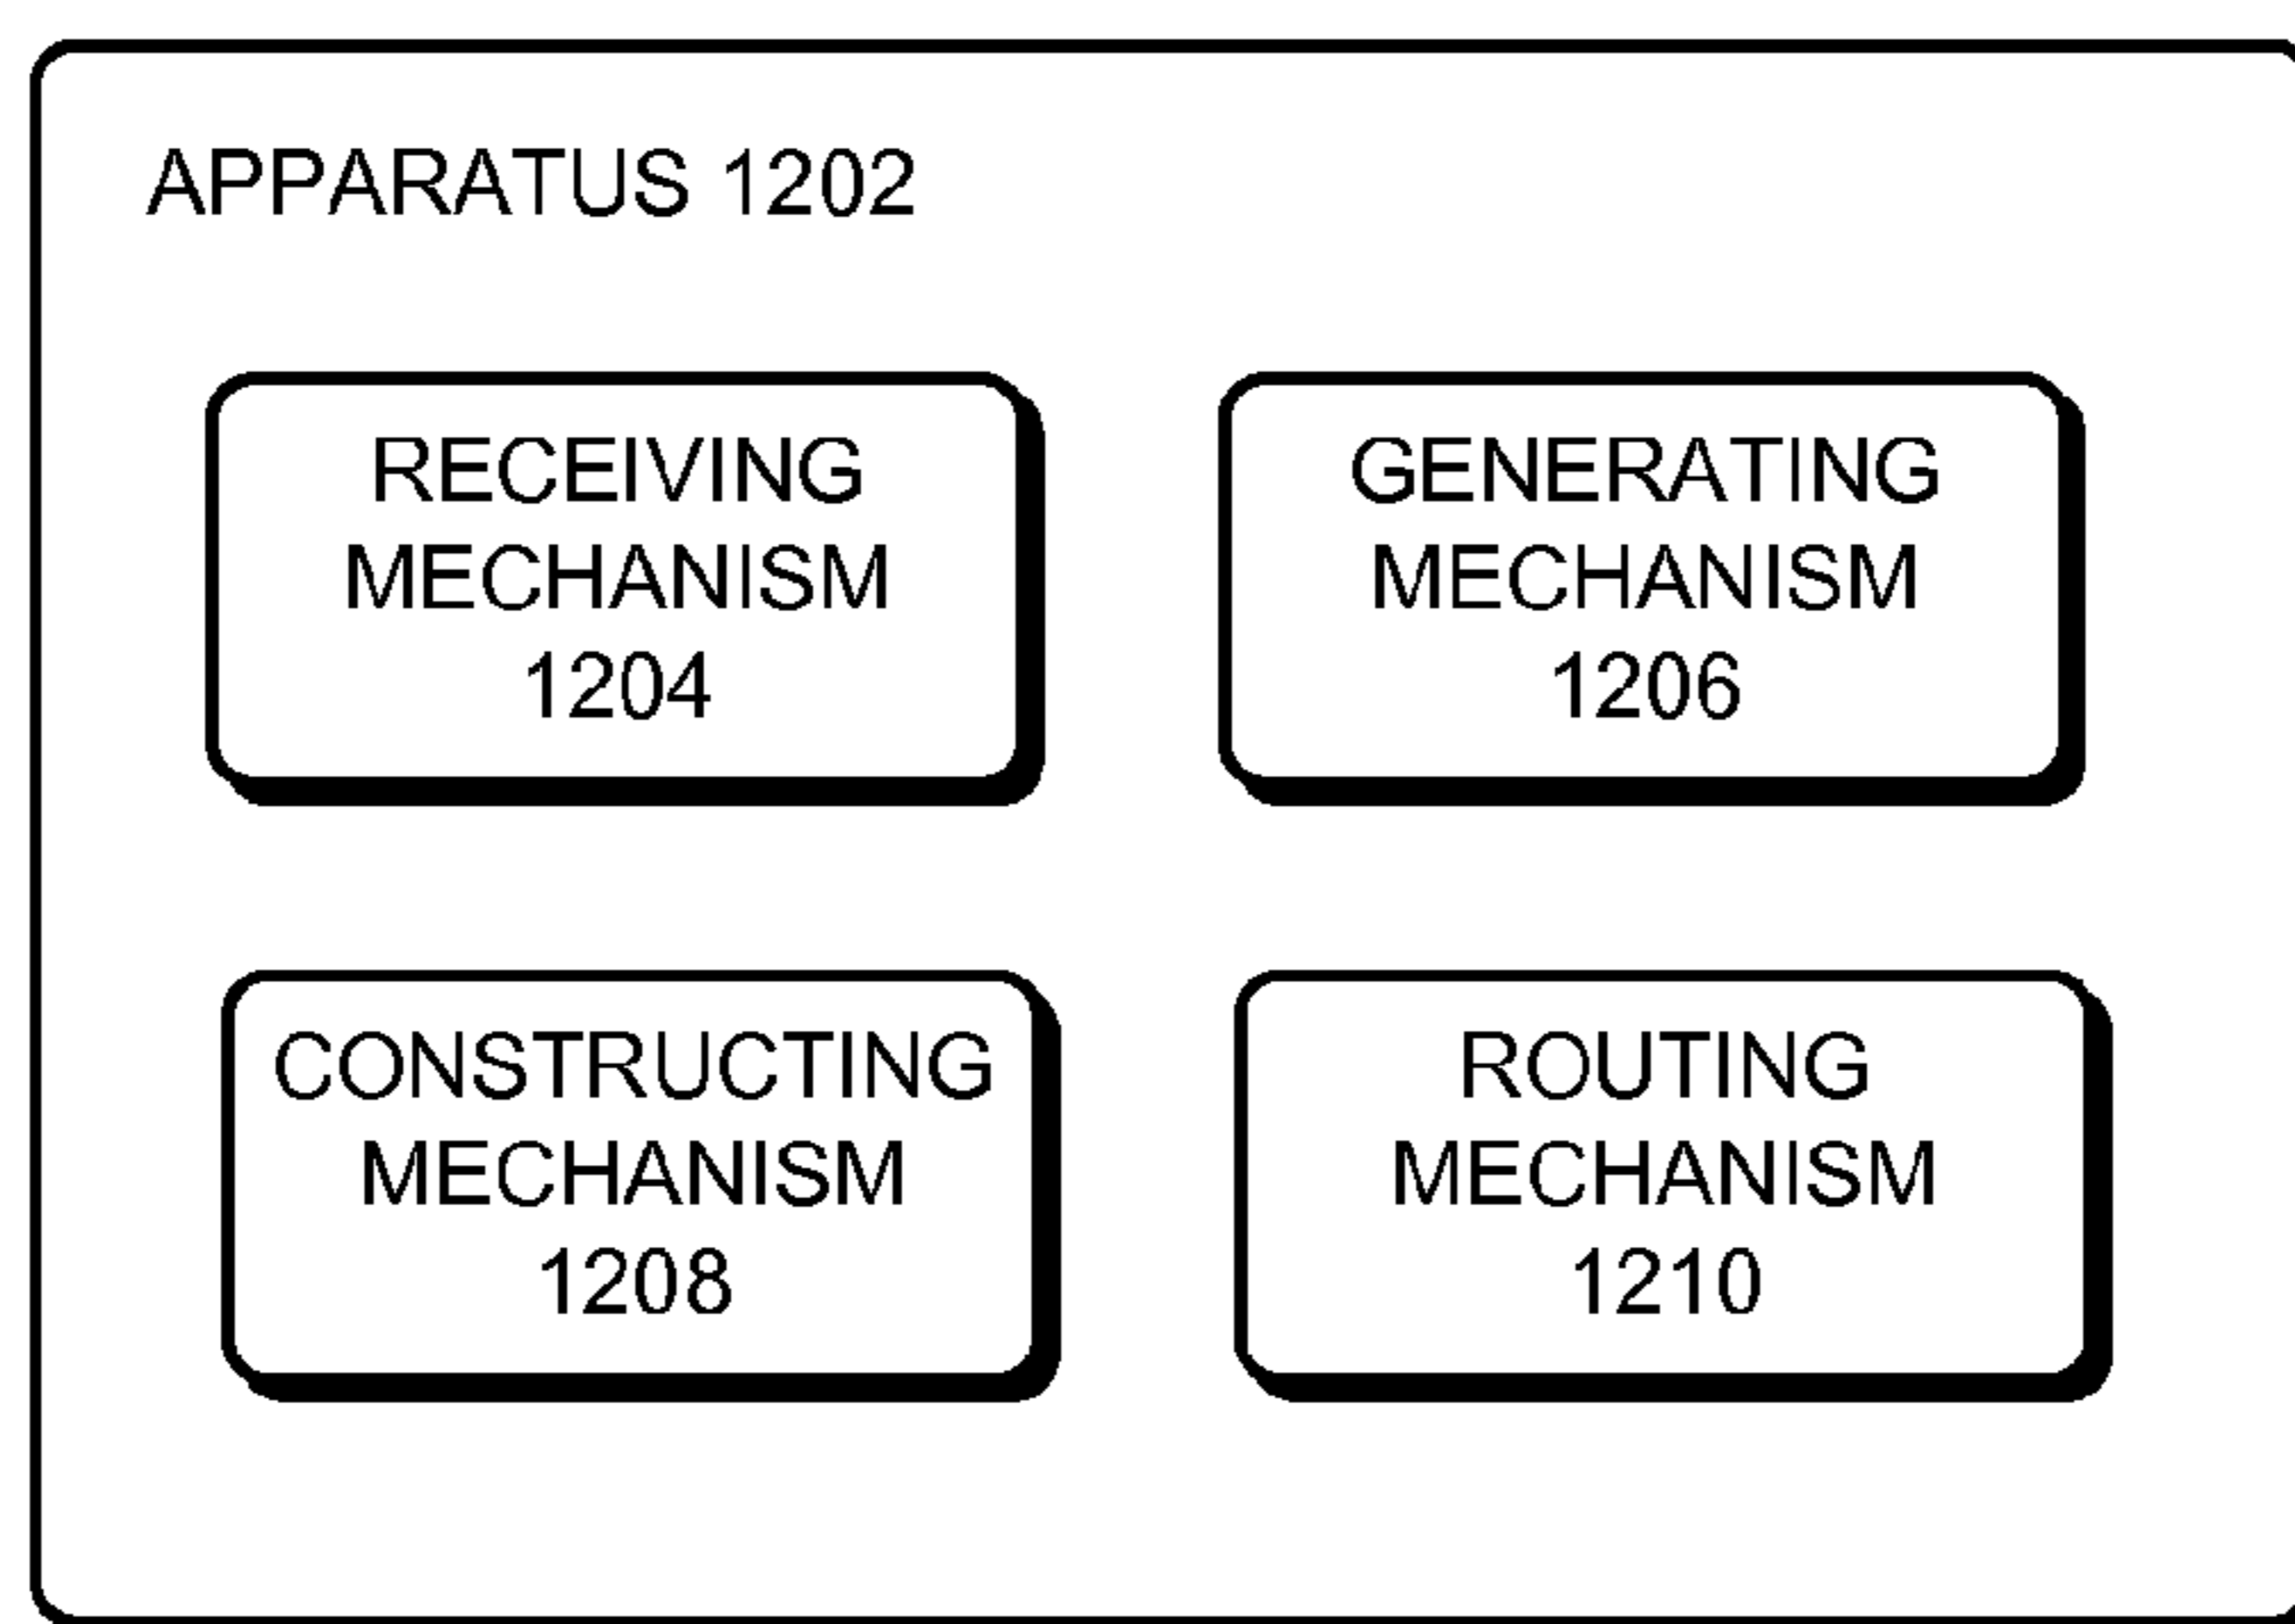 APPARATUS 1202
RECEIVING
MECHANISM
1204
GENERATING
MECHANISM
1206
CONSTRUCTING
MECHANISM
1208
ROUTING
MECHANISM
1210